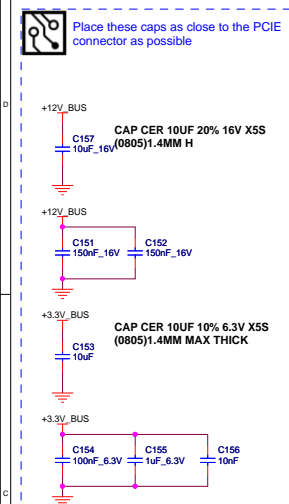 Place these caps as close to the PCIE
connector as possible
D
+12V_BUS
CAP CER 10UF 20% 16V X5S
(0805)1.4MM H
C157
10uF_16V
+12V_BUS
C151
150nF_16V
C152
150nF_16V
+3.3V_BUS
CAP CER 10UF 10% 6.3V X5S
(0805)1.4MM MAX THICK
C153
10uF
+3.3V_BUS
C154
100nF_6.3V
C155
1uF_6.3V
C156
10nF
C